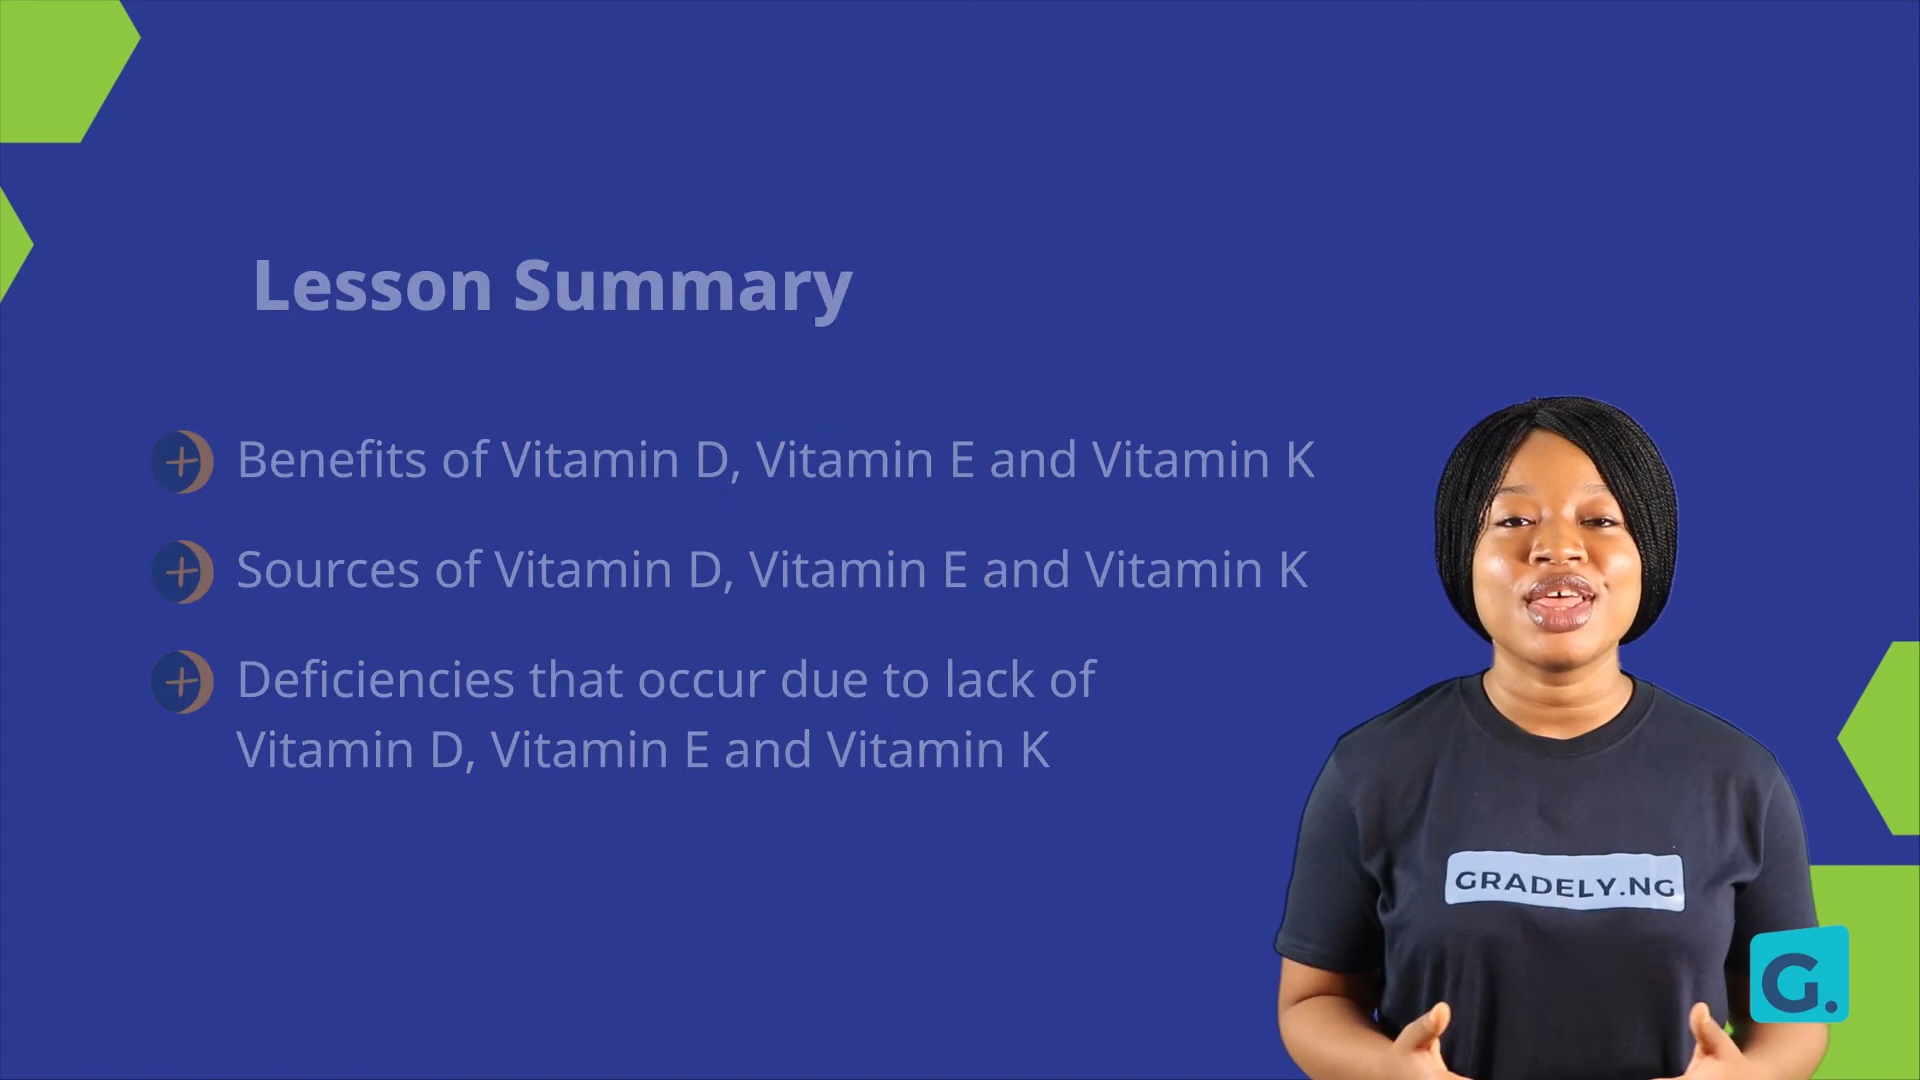 Lesson Summary
Benefits of Vitamin D, Vitamin E and Vitamin K
Sources of Vitamin D, Vitamin E and Vitamin K
Deficiencies that occur due to lack of
Vitamin D, Vitamin E and Vitamin K
GRADELY.NG
G.